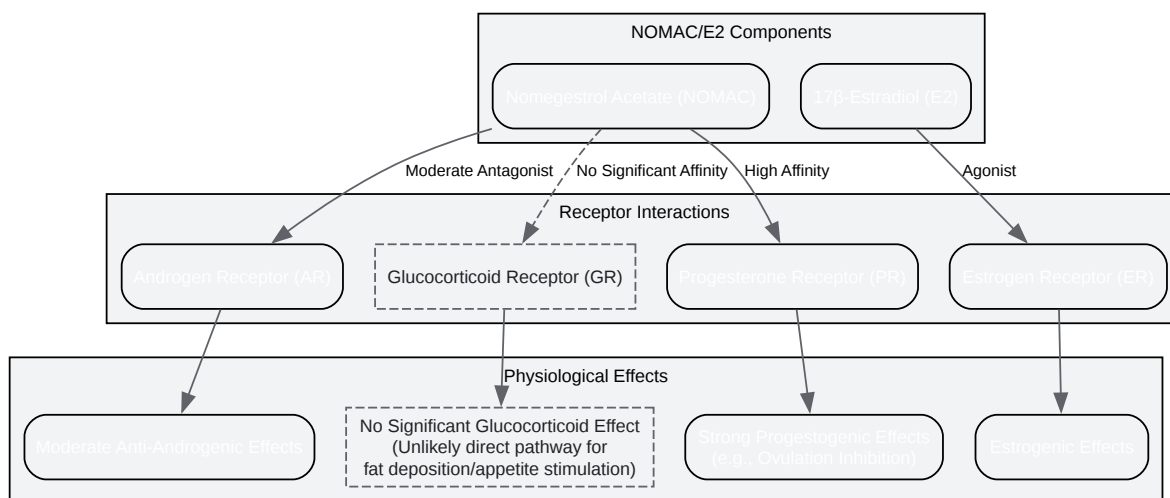 NOMAC/E2 Components
Nomegestrol Acetate (NOMAC)
17β-Estradiol (E2)
Moderate Antagonist
No Significant Affinity
High Affinity
Agonist
Receptor Interactions
Androgen Receptor (AR)
Glucocorticoid Receptor (GR)
Progesterone Receptor (PR)
Estrogen Receptor (ER)
Physiological Effects
Moderate Anti-Androgenic Effects
No Significant Glucocorticoid Effect
(Unlikely direct pathway for
fat deposition/appetite stimulation)
Strong Progestogenic Effects
(e.g., Ovulation Inhibition)
Estrogenic Effects